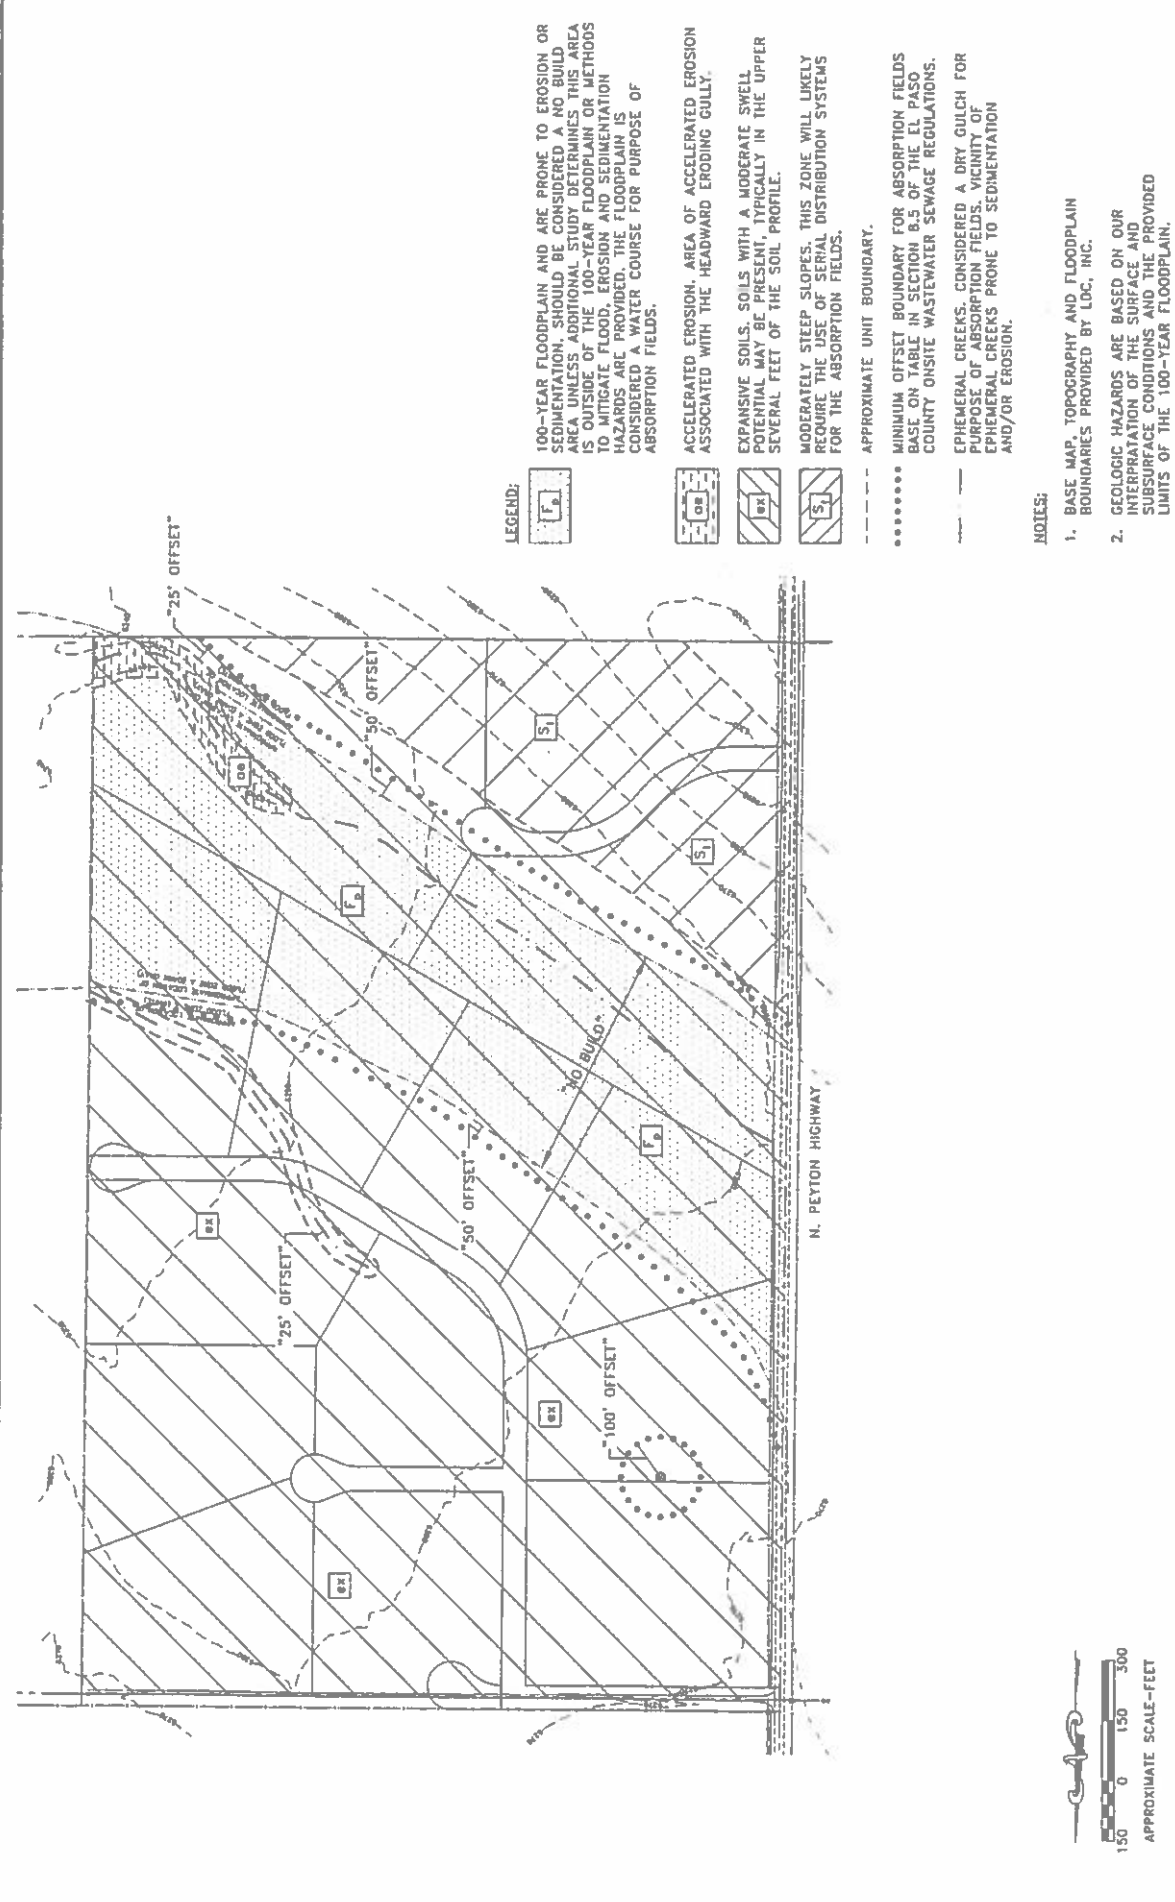 LEGEND:
Fp
100-YEAR FLOODPLAIN AND ARE PRONE TO EROSION OR
SEDIMENTATION, SHOULD BE CONSIDERED A NO BUILD
AREA UNLESS ADDITIONAL STUDY DETERMINES THIS AREA
IS OUTSIDE OF THE 100-YEAR FLOODPLAIN OR METHODS
TO MITIGATE FLOOD, EROSION AND SEDIMENTATION
HAZARDS ARE PROVIDED. THE FLOODPLAIN IS
CONSIDERED A WATER COURSE FOR PURPOSE OF
ABSORPTION FIELDS.
ae
ACCELERATED EROSION. AREA OF ACCELERATED EROSION
ASSOCIATED WITH THE HEADWARD ERODING GULLY.
ex
EXPANSIVE SOILS. SOILS WITH A MODERATE SWELL
POTENTIAL MAY BE PRESENT, TYPICALLY IN THE UPPER
SEVERAL FEET OF THE SOIL PROFILE.
S1
MODERATELY STEEP SLOPES. THIS ZONE WILL LIKELY
REQUIRE THE USE OF SERIAL DISTRIBUTION SYSTEMS
FOR THE ABSORPTION FIELDS.
APPROXIMATE UNIT BOUNDARY.
MINIMUM OFFSET BOUNDARY FOR ABSORPTION FIELDS
BASE ON TABLE IN SECTION 8.5 OF THE EL PASO
COUNTY ONSITE WASTEWATER SEWAGE REGULATIONS.
EPHEMERAL CREEKS. CONSIDERED A DRY GULCH FOR
PURPOSE OF ABSORPTION FIELDS. VICINITY OF
EPHEMERAL CREEKS PRONE TO SEDIMENTATION
AND/OR EROSION.
NOTES:
1. BASE MAP, TOPOGRAPHY AND FLOODPLAIN
BOUNDARIES PROVIDED BY LDC, INC.
2. GEOLOGIC HAZARDS ARE BASED ON OUR
INTERPRATATION OF THE SURFACE AND
SUBSURFACE CONDITIONS AND THE PROVIDED
LIMITS OF THE 100-YEAR FLOODPLAIN.
"25' OFFSET"
"50' OFFSET"
S1
S1
ae
Fp
"NO BUILD"
Fp
"50' OFFSET"
ex
"25' OFFSET"
ex
"100' OFFSET"
ex
N. PEYTON HIGHWAY
150 0 150 300
APPROXIMATE SCALE-FEET